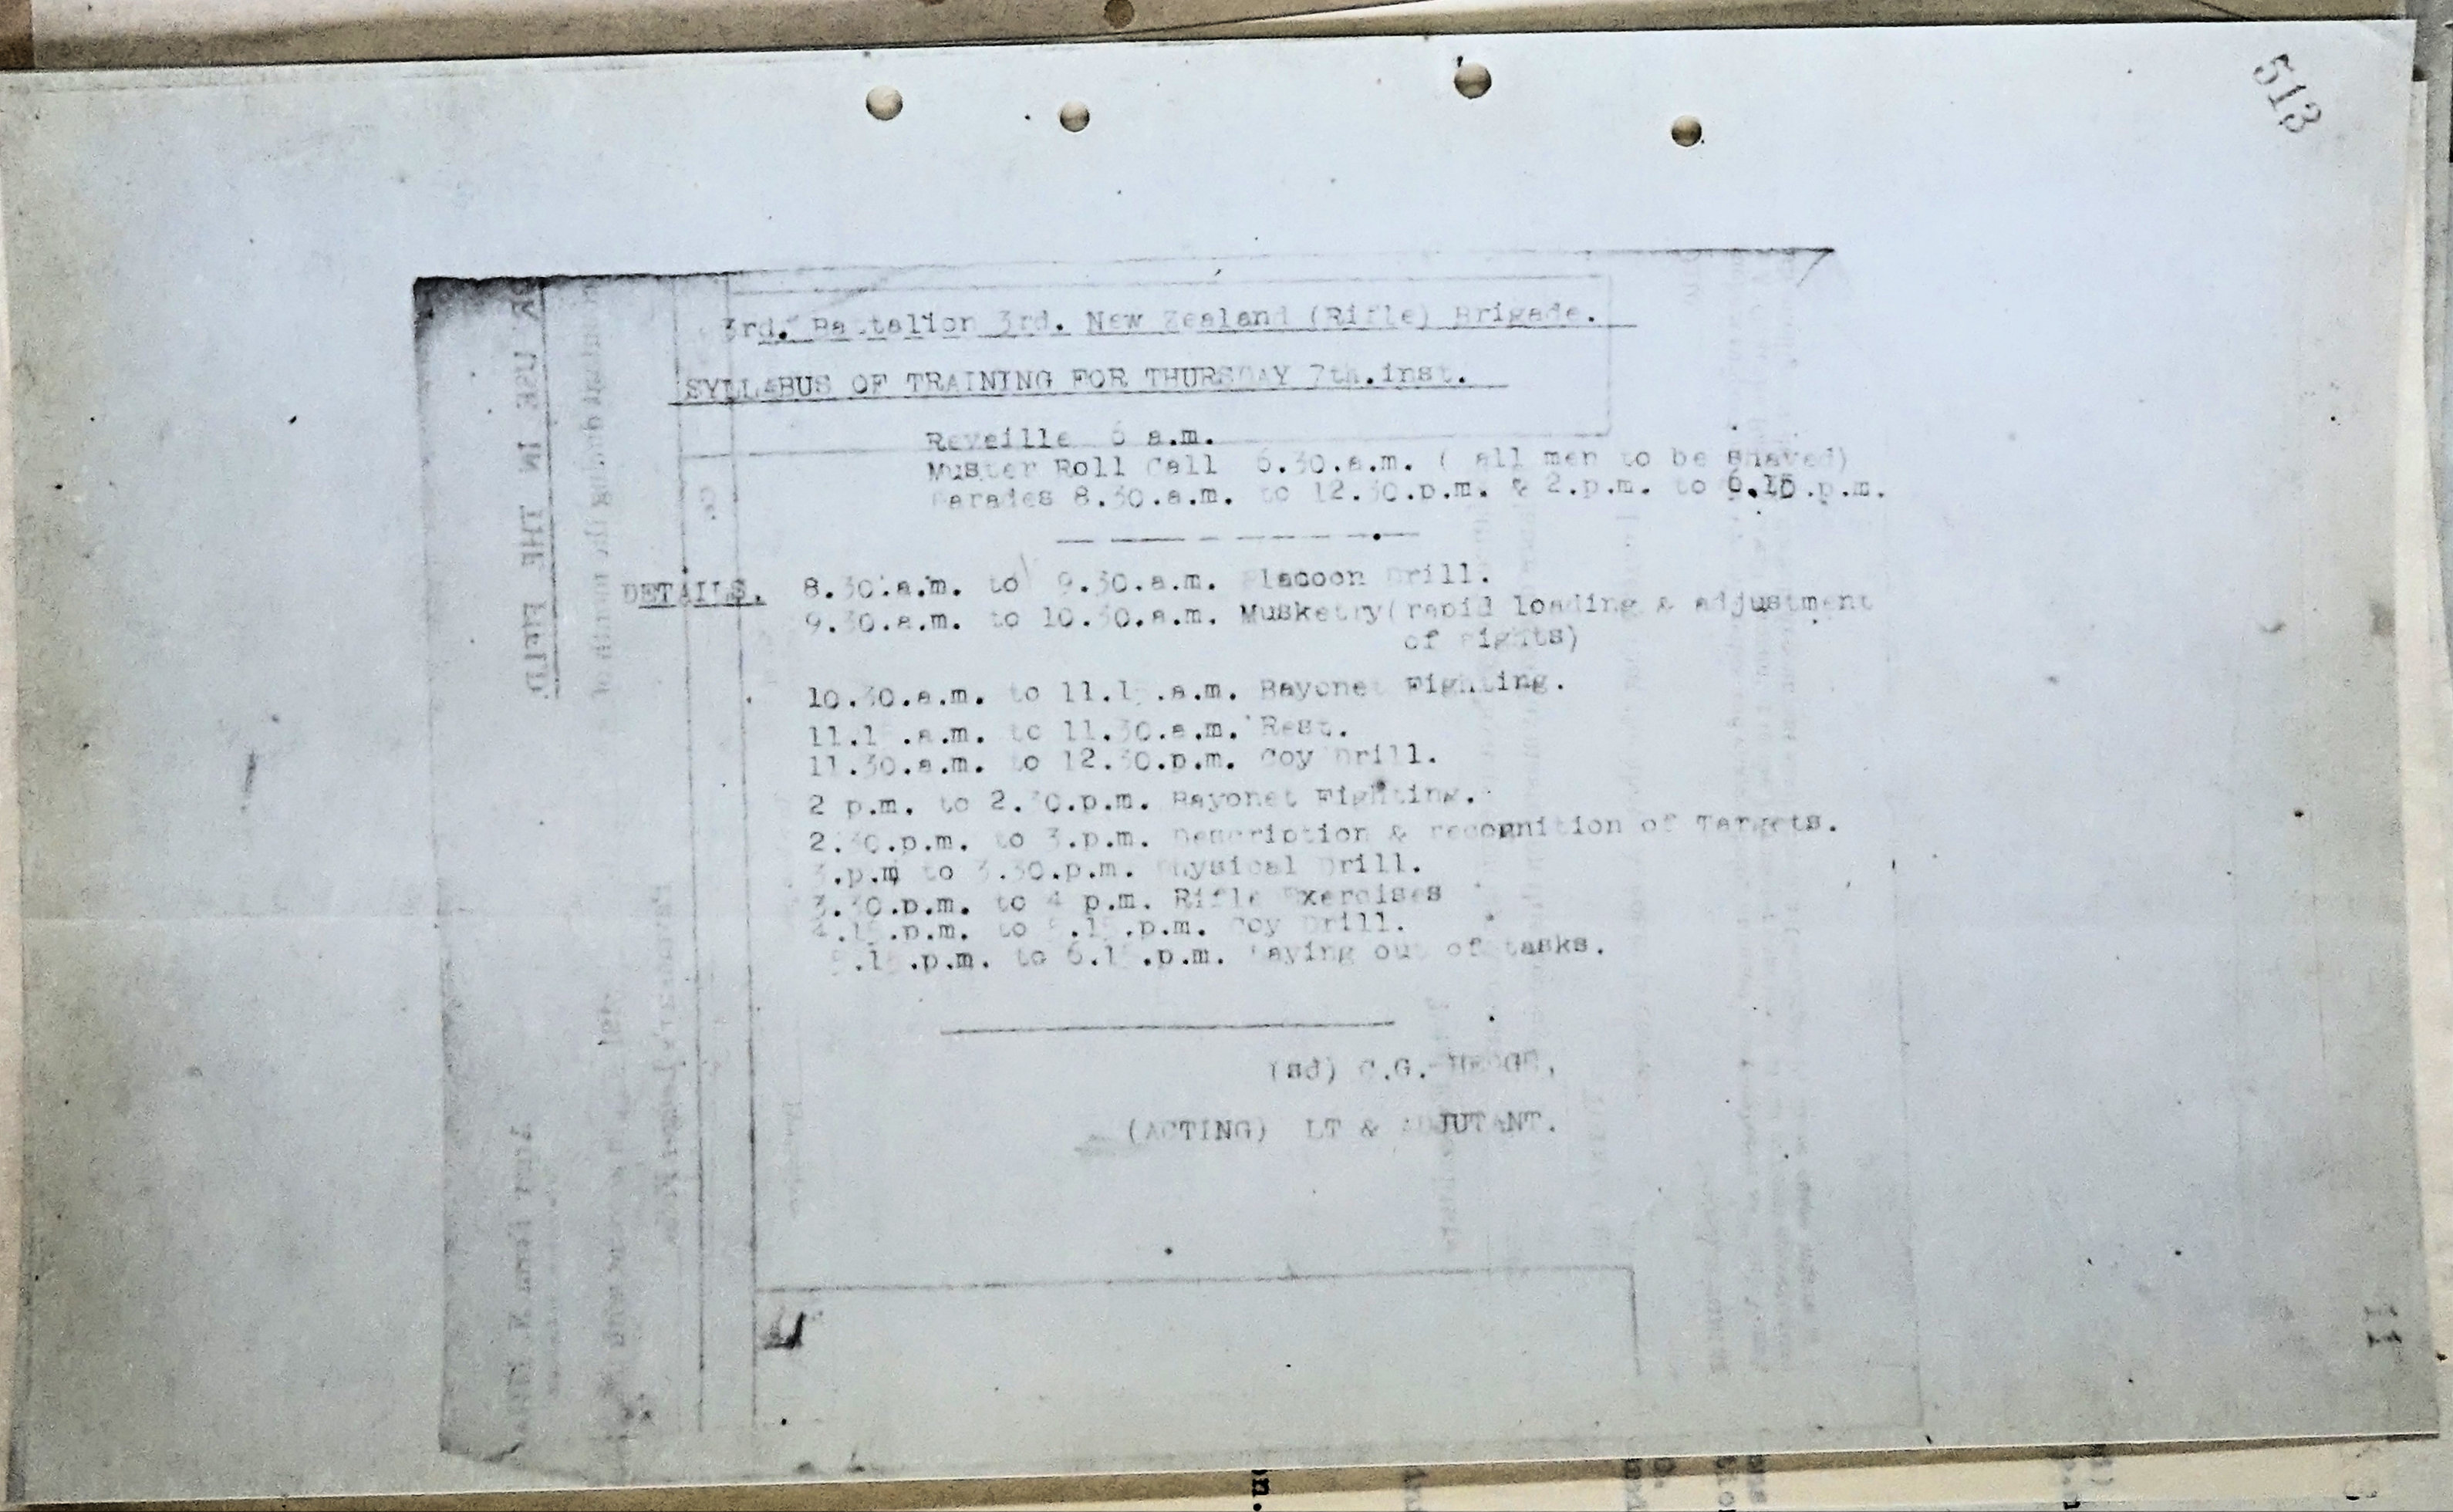 513
3rd. Battalion 3rd. New Zealand (Rifle) Brigade.
SYLLABUS OF TRAINING FOR THURSDAY 7th.inst.
Reveille 6 a.m.
Muster Roll Call 6.30.a.m. ( all men to be shaved)
Parades 8.30.a.m. to 12.30.p.m. & 2.p.m. to 6.15.p.m.
DETAILS. 8.30.a.m. to 9.30.a.m. Platoon Drill.
9.30.a.m. to 10.30.a.m. Musketry(rapid loading & adjustment
of sights)
10.30.a.m. to 11.15.a.m. Bayonet Fighting.
11.15.a.m. to 11.30.a.m. Rest.
11.30.a.m. to 12.30.p.m. Coy Drill.
2 p.m. to 2.30.p.m. Bayonet Fighting.
2.30.p.m. to 3.p.m. Description & recognition of Targets.
3.p.m to 3.30.p.m. Physical Drill.
3.30.p.m. to 4 p.m. Rifle Exercises
4.15.p.m. to 5.15.p.m. Coy Drill.
5.15.p.m. to 6.15.p.m. Laying out of tasks.
(sd) C.G.
(ACTING) LT & ADJUTANT.
USE IN THE FIELD.
11